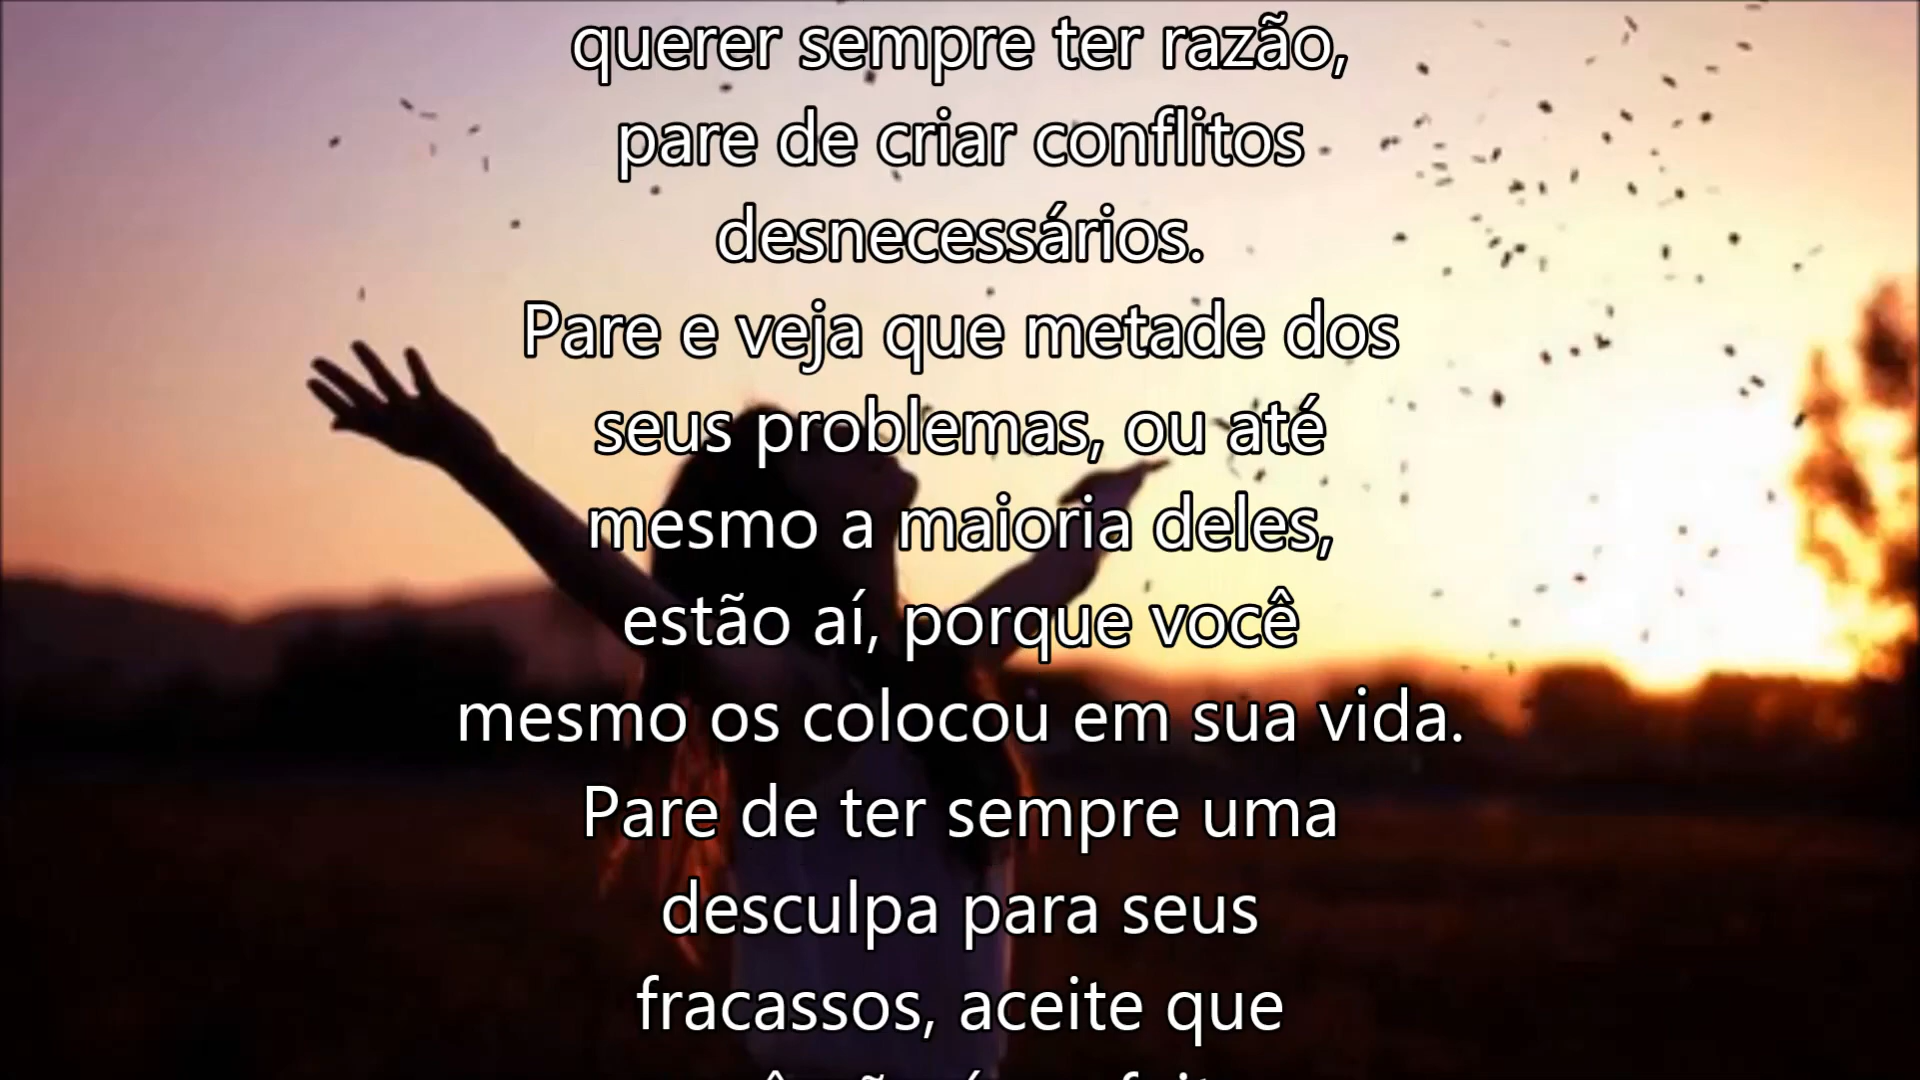 querer sempre ter razão,
pare de criar conflitos
desnecessários.
Pare e veja que metade dos
seus problemas, ou até
mesmo a maioria deles,
estão aí, porque você
mesmo os colocou em sua vida.
Pare de ter sempre uma
desculpa para seus
fracassos, aceite que